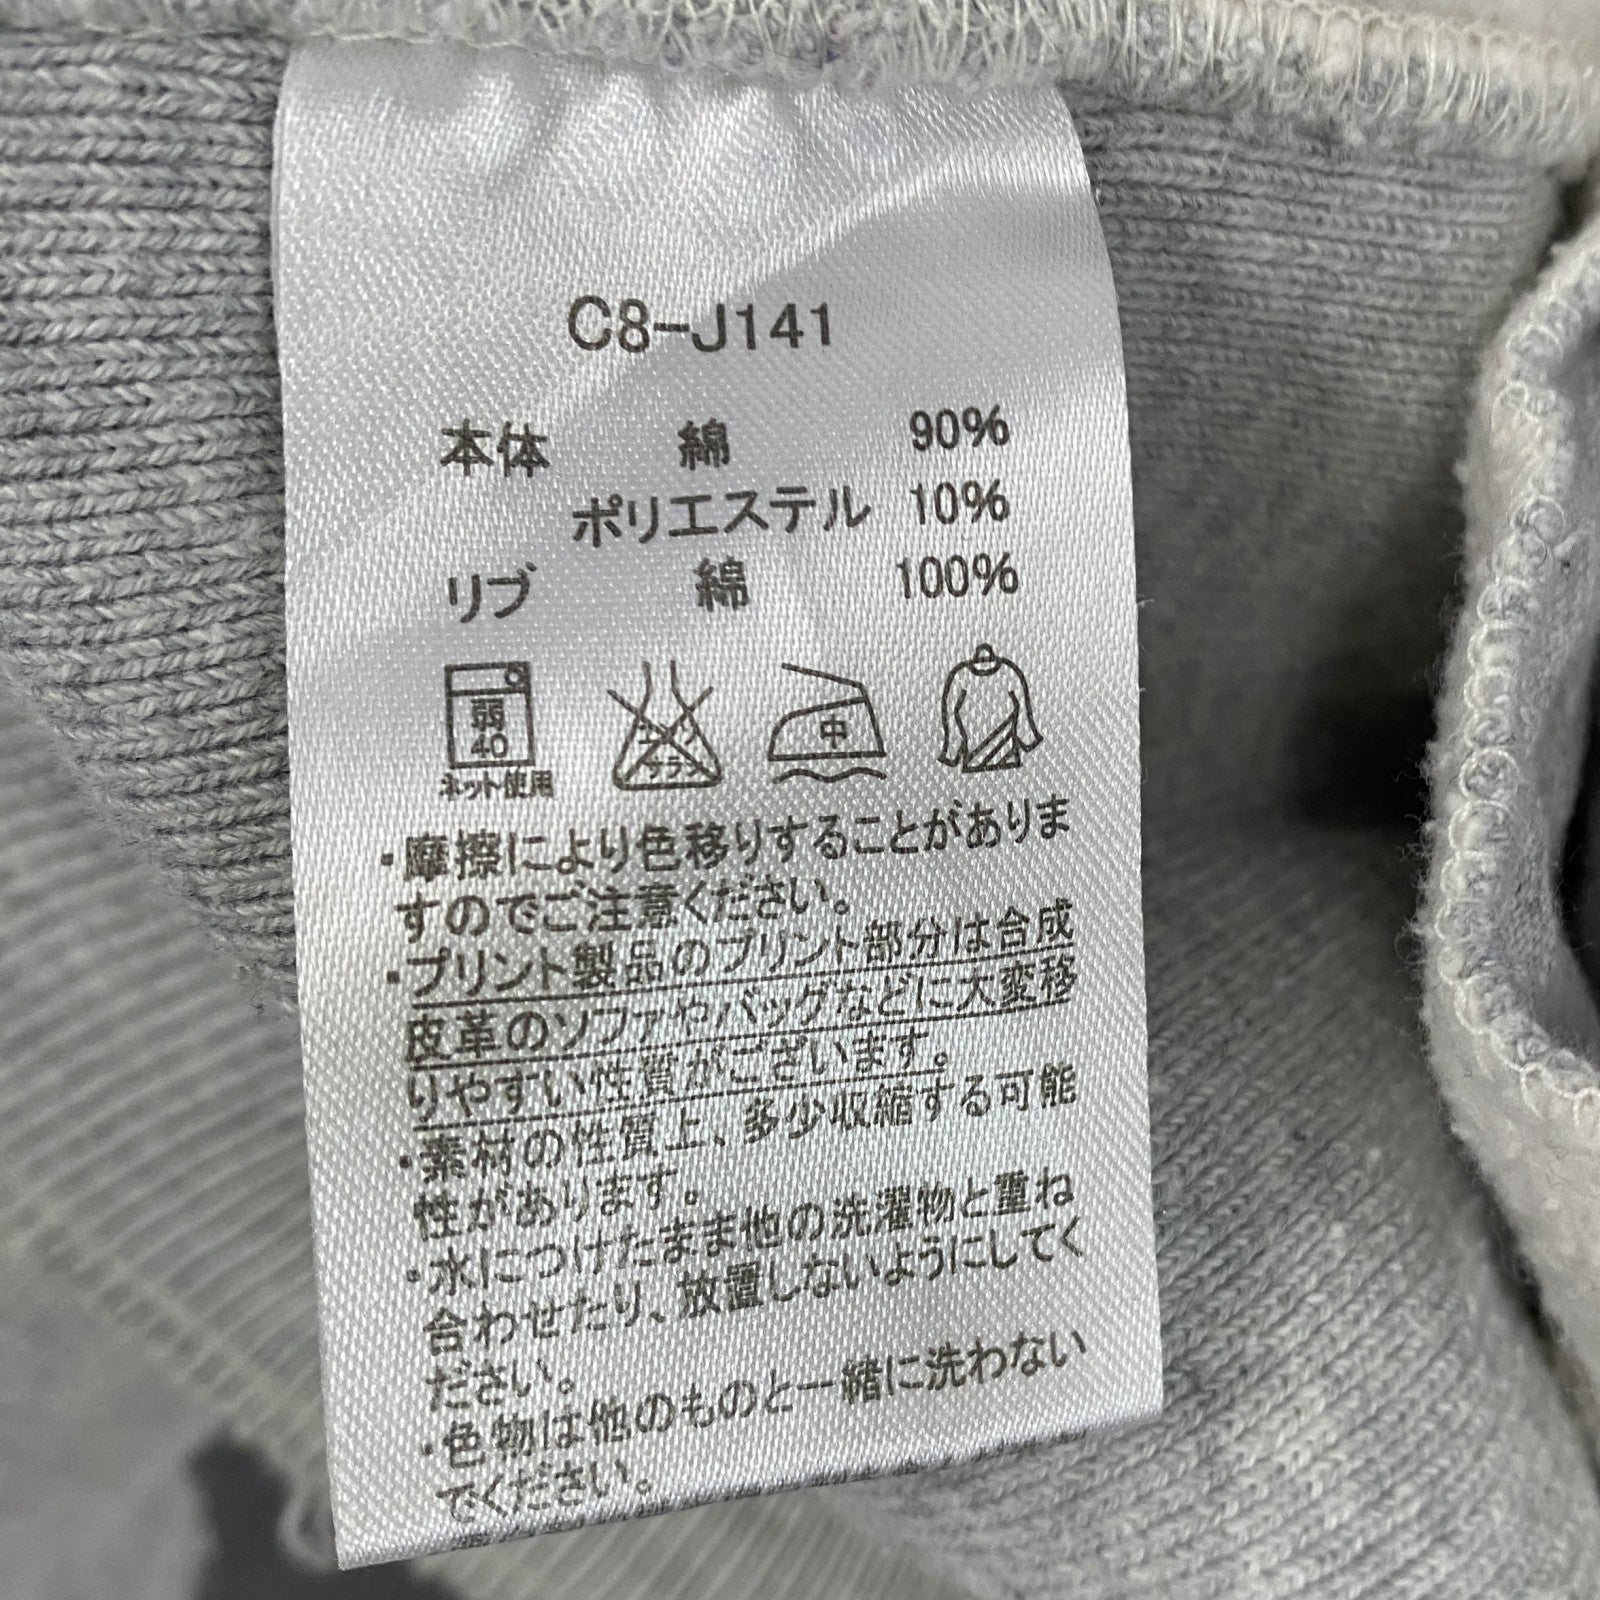 C8-J141
本体 綿 90%
ポリエステル 10%
リブ 綿 100%
弱
40
ネット使用
エンソ
サラシ
中
・摩擦により色移りすることがありま
すのでご注意ください。
・プリント製品のプリント部分は合成
皮革のソファやバッグなどに大変移
りやすい性質がございます。
・素材の性質上、多少収縮する可能
性があります。
・水につけたまま他の洗濯物と重ね
合わせたり、放置しないようにしてく
ださい。
・色物は他のものと一緒に洗わない
でください。